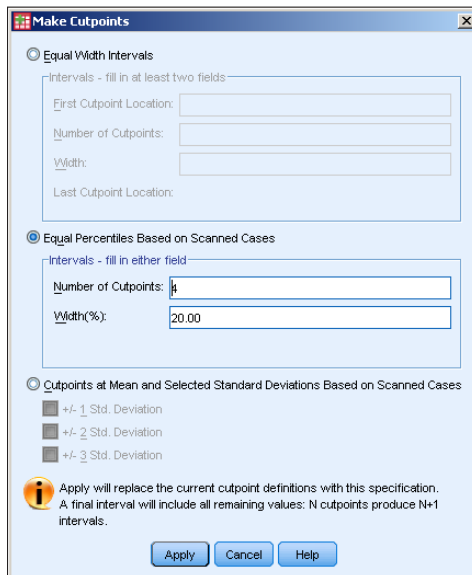 Make Cutpoints
Equal Width Intervals
Intervals - fill in at least two fields
First Cutpoint Location:
Number of Cutpoints:
Width:
Last Cutpoint Location:
Equal Percentiles Based on Scanned Cases
Intervals - fill in either field
Number of Cutpoints: 4
Width(%): 20.00
Cutpoints at Mean and Selected Standard Deviations Based on Scanned Cases
+/- 1 Std. Deviation
+/- 2 Std. Deviation
+/- 3 Std. Deviation
Apply will replace the current cutpoint definitions with this specification.
A final interval will include all remaining values: N cutpoints produce N+1
intervals.
Apply Cancel Help